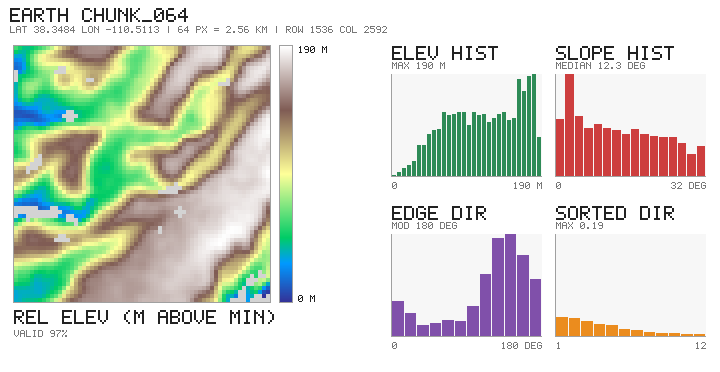 EARTH CHUNK_064
LAT 38.3484 LON -110.5113 | 64 PX = 2.56 KM | ROW 1536 COL 2592
190 M
0 M
REL ELEV (M ABOVE MIN)
VALID 97%
ELEV HIST
MAX 190 M
0 190 M
SLOPE HIST
MEDIAN 12.3 DEG
0 32 DEG
EDGE DIR
MOD 180 DEG
0 180 DEG
SORTED DIR
MAX 0.19
1 12